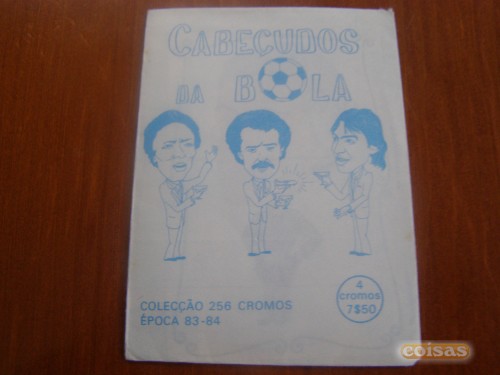 CABEÇUDOS
DA BOLA
COLECÇÃO 256 CROMOS
ÉPOCA 83-84
4
cromos
7$50
coisas